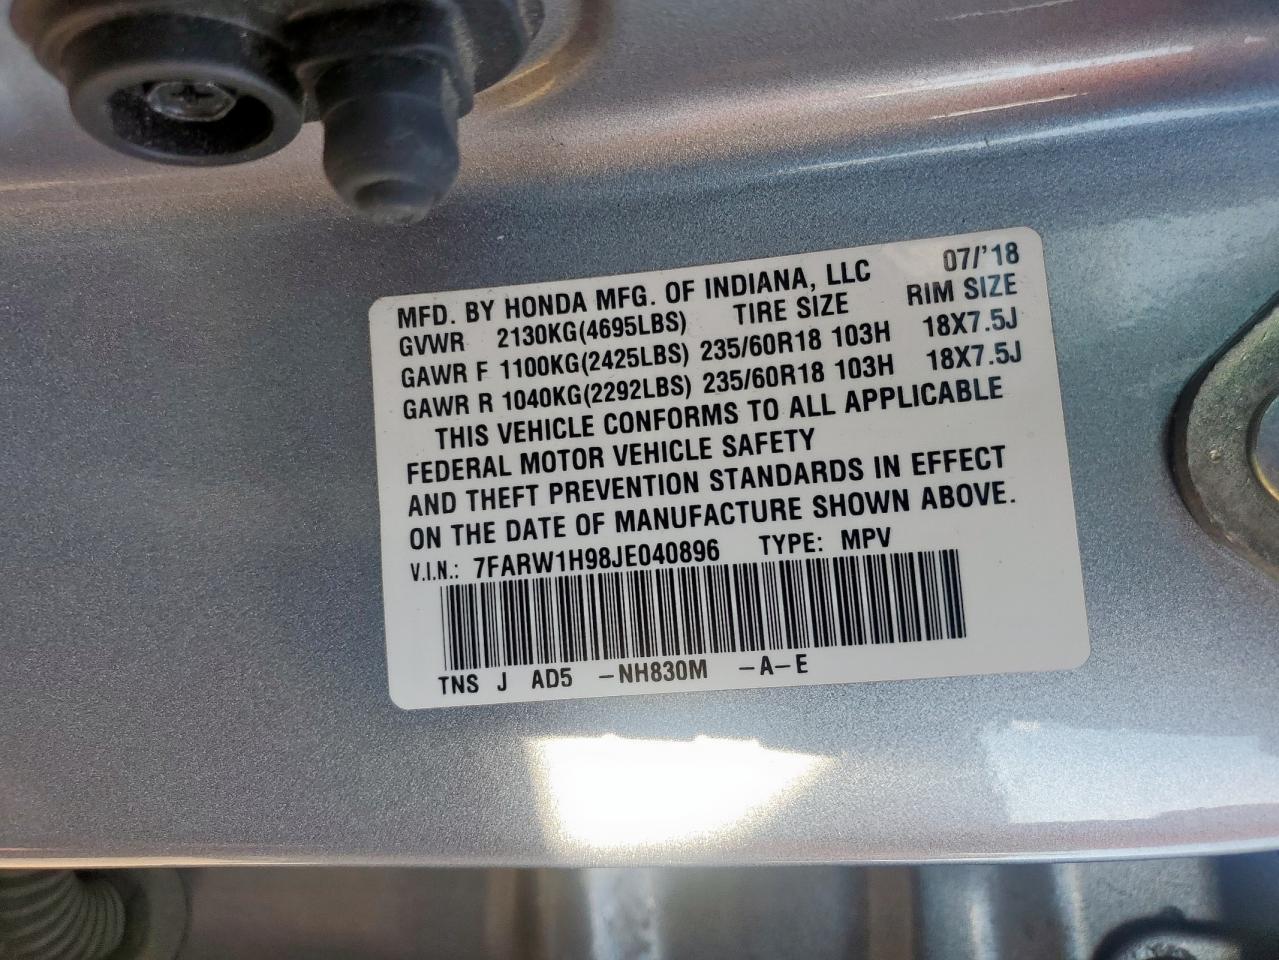 MFD. BY HONDA MFG. OF INDIANA, LLC 07/'18
GVWR 2130KG(4695LBS) TIRE SIZE RIM SIZE
GAWR F 1100KG(2425LBS) 235/60R18 103H 18X7.5J
GAWR R 1040KG(2292LBS) 235/60R18 103H 18X7.5J
THIS VEHICLE CONFORMS TO ALL APPLICABLE
FEDERAL MOTOR VEHICLE SAFETY
AND THEFT PREVENTION STANDARDS IN EFFECT
ON THE DATE OF MANUFACTURE SHOWN ABOVE.
V.I.N.: 7FARW1H98JE040896 TYPE: MPV
TNS J AD5 -NH830M -A-E